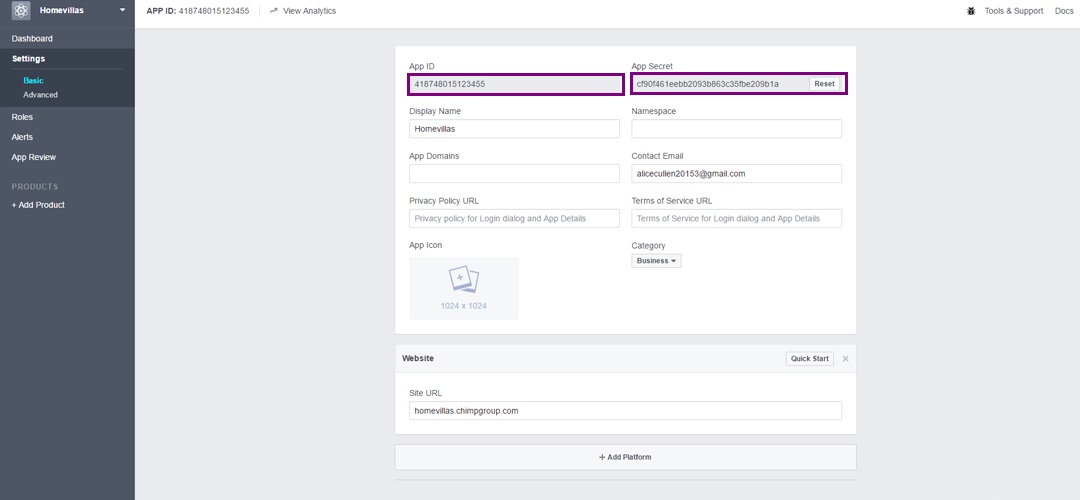 Homevillas
APP ID: 418748015123455
View Analytics
Tools & Support
Docs
Dashboard
Settings
Basic
Advanced
Roles
Alerts
App Review
PRODUCTS
+ Add Product
App ID
App Secret
418748015123455
cf90f461eebb2093b863c35fbe209b1a
Reset
Display Name
Namespace
Homevillas
App Domains
Contact Email
alicecullen20153@gmail.com
Privacy Policy URL
Terms of Service URL
Privacy policy for Login dialog and App Details
Terms of Service for Login dialog and App Details
App Icon
Category
Business
1024 x 1024
Website
Quick Start
Site URL
homevillas.chimpgroup.com
+ Add Platform